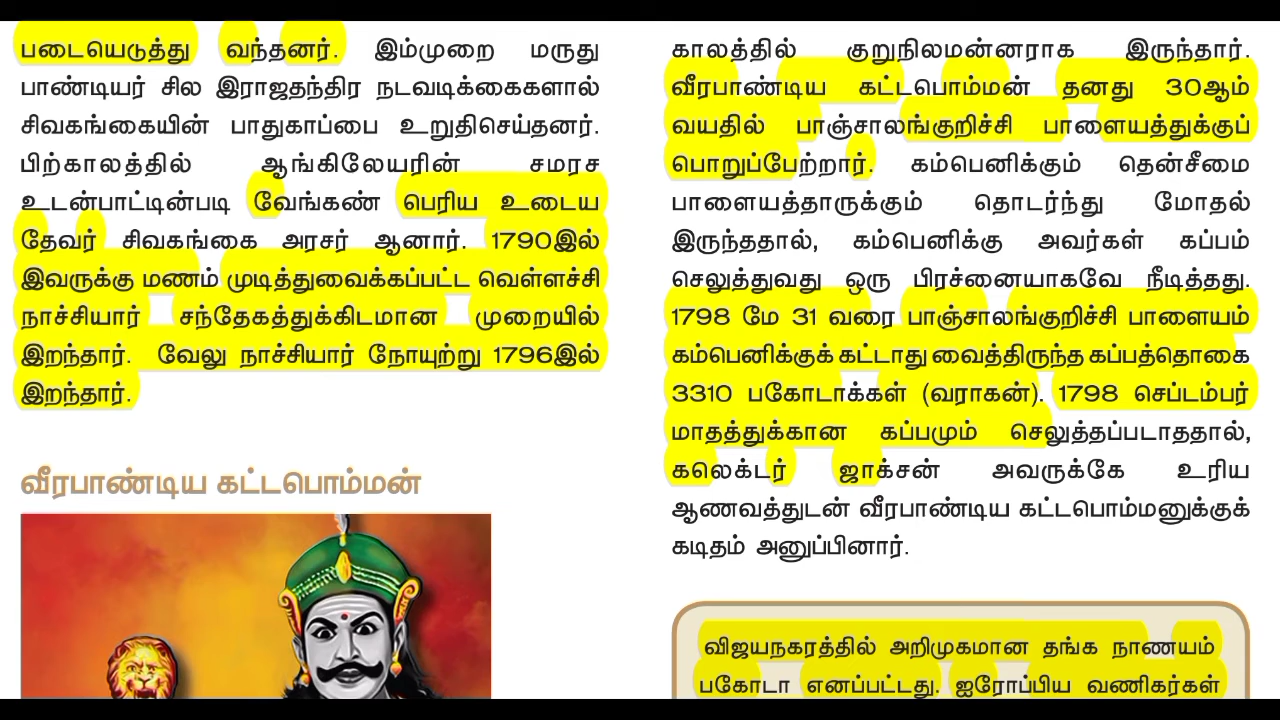 படையெடுத்து வந்தனர். இம்முறை மருது
பாண்டியர் சில இராஜதந்திர நடவடிக்கைகளால்
சிவகங்கையின் பாதுகாப்பை உறுதிசெய்தனர்.
பிற்காலத்தில் ஆங்கிலேயரின் சமரச
உடன்பாட்டின்படி வேங்கண் பெரிய உடைய
தேவர் சிவகங்கை அரசர் ஆனார். 1790இல்
இவருக்கு மணம் முடித்துவைக்கப்பட்ட வெள்ளச்சி
நாச்சியார் சந்தேகத்துக்கிடமான முறையில்
இறந்தார். வேலு நாச்சியார் நோயுற்று 1796இல்
இறந்தார்.
வீரபாண்டிய கட்டபொம்மன்
காலத்தில் குறுநிலமன்னராக இருந்தார்.
வீரபாண்டிய கட்டபொம்மன் தனது 30ஆம்
வயதில் பாஞ்சாலங்குறிச்சி பாளையத்துக்குப்
பொறுப்பேற்றார். கம்பெனிக்கும் தென்சீமை
பாளையத்தாருக்கும் தொடர்ந்து மோதல்
இருந்ததால், கம்பெனிக்கு அவர்கள் கப்பம்
செலுத்துவது ஒரு பிரச்னையாகவே நீடித்தது.
1798 மே 31 வரை பாஞ்சாலங்குறிச்சி பாளையம்
கம்பெனிக்குக் கட்டாது வைத்திருந்த கப்பத்தொகை
3310 பகோடாக்கள் (வராகன்). 1798 செப்டம்பர்
மாதத்துக்கான கப்பமும் செலுத்தப்படாததால்,
கலெக்டர் ஜாக்சன் அவருக்கே உரிய
ஆணவத்துடன் வீரபாண்டிய கட்டபொம்மனுக்குக்
கடிதம் அனுப்பினார்.
விஜயநகரத்தில் அறிமுகமான தங்க நாணயம்
பகோடா எனப்பட்டது. ஐரோப்பிய வணிகர்கள்